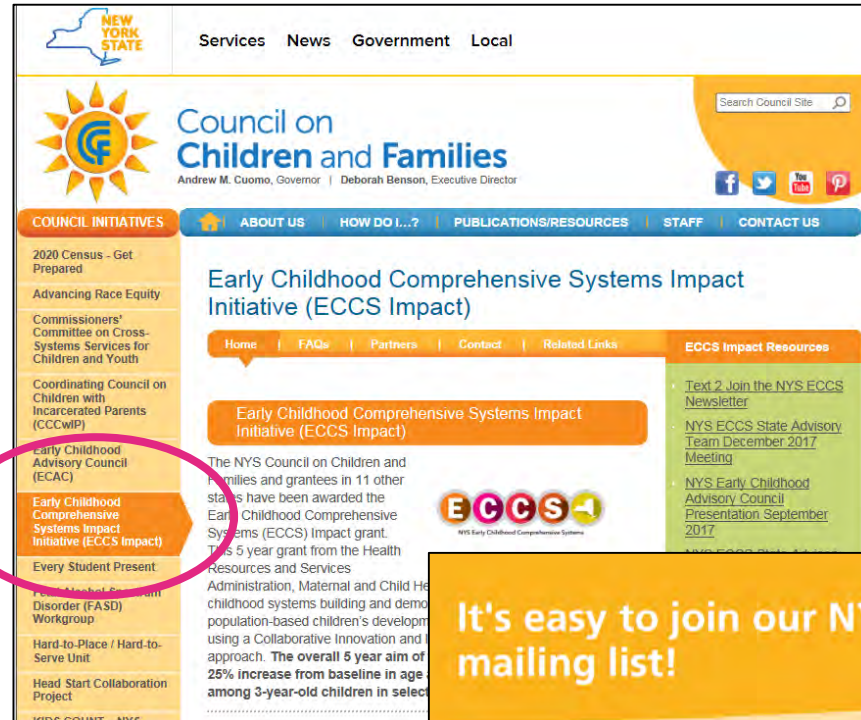 NEW
YORK
STATE
Services News Government Local
Search Council Site
CCF
Council on
Children and Families
Andrew M. Cuomo, Governor | Deborah Benson, Executive Director
You
Tube
COUNCIL INITIATIVES
ABOUT US | HOW DO I...? | PUBLICATIONS/RESOURCES | STAFF | CONTACT US
2020 Census - Get
Prepared
Advancing Race Equity
Commissioners'
Committee on Cross-
Systems Services for
Children and Youth
Coordinating Council on
Children with
Incarcerated Parents
(CCCwIP)
Early Childhood
Advisory Council
(ECAC)
Early Childhood
Comprehensive
Systems Impact
Initiative (ECCS Impact)
Every Student Present
Disorder (FASD)
Workgroup
Hard-to-Place / Hard-to-
Serve Unit
Head Start Collaboration
Project
Early Childhood Comprehensive Systems Impact
Initiative (ECCS Impact)
Home | FAQs | Partners | Contact | Related Links
Early Childhood Comprehensive Systems Impact
Initiative (ECCS Impact)
The NYS Council on Children and
Families and grantees in 11 other
states have been awarded the
Early Childhood Comprehensive
Systems (ECCS) Impact grant.
This 5 year grant from the Health
Resources and Services
Administration, Maternal and Child He
childhood systems building and demo
population-based children's developm
using a Collaborative Innovation and
approach. The overall 5 year aim of
25% increase from baseline in age
among 3-year-old children in select
ECCS
NYS Early Childhood Comprehensive Systems
ECCS Impact Resources
Text 2 Join the NYS ECCS
Newsletter
NYS ECCS State Advisory
Team December 2017
Meeting
NYS Early Childhood
Advisory Council
Presentation September
2017
It's easy to join our N
mailing list!